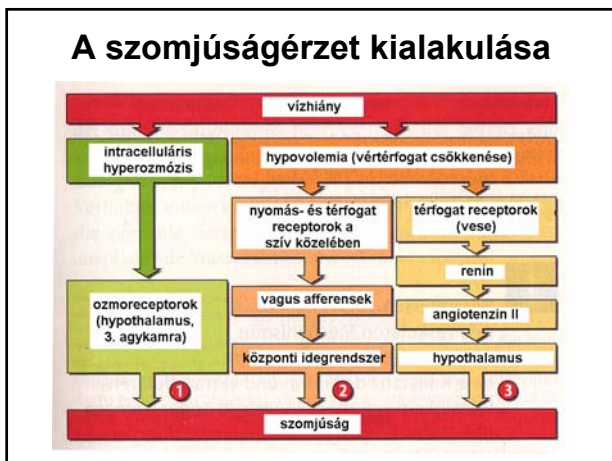 A szomjúságérzet kialakulása
vízhiány
intracelluláris
hyperozmózis
hypovolemia (vértérfogat csökkenése)
nyomás- és térfogat
receptorok a
szív közelében
térfogat receptorok
(vese)
renin
ozmoreceptorok
(hypothalamus,
3. agykamra)
vagus afferensek
angiotenzin II
központi idegrendszer
hypothalamus
1
2
3
szomjúság